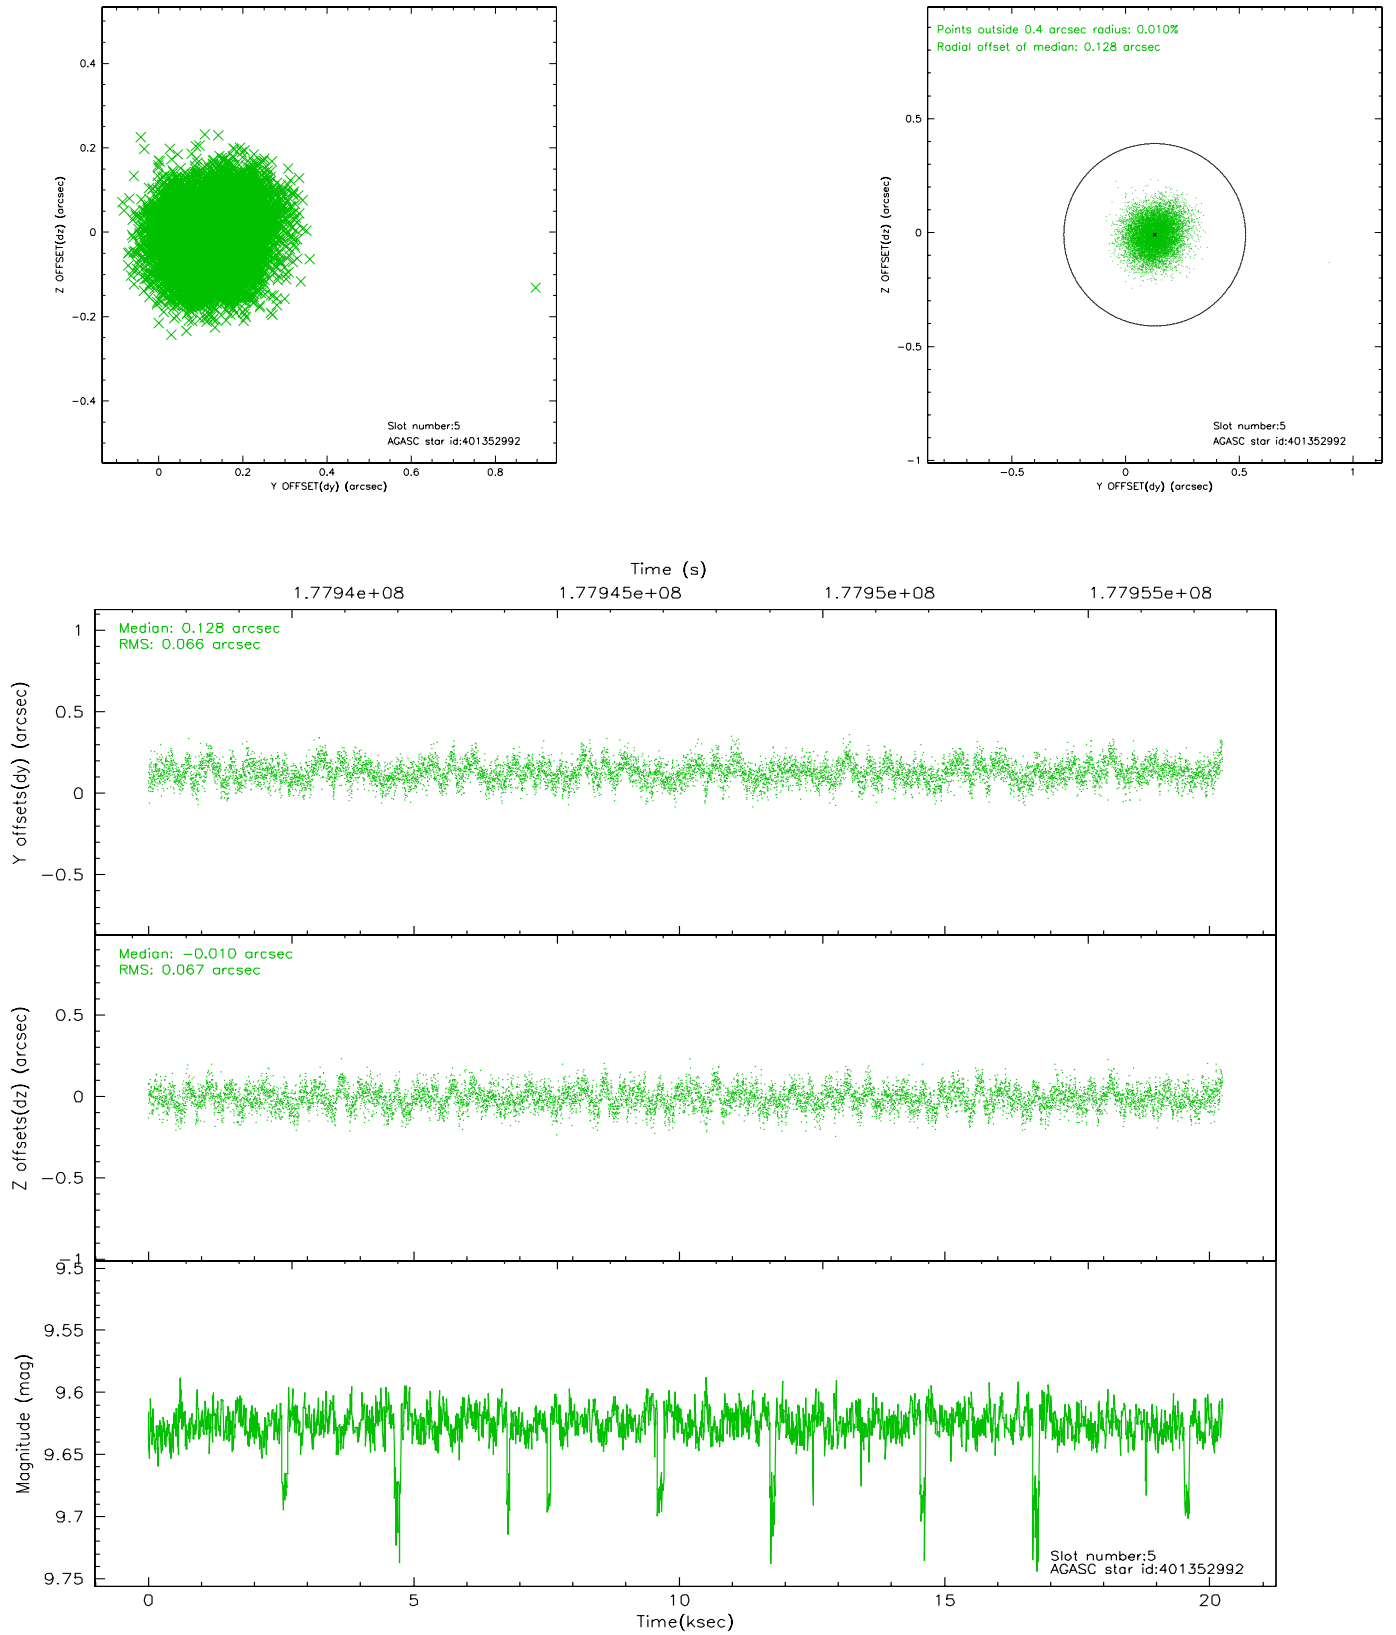 0.4
0.2
0
−0.2
−0.4
Z OFFSET(dz) (arcsec)
Slot number:5
AGASC star id:401352992
0 0.2 0.4 0.6 0.8
Y OFFSET(dy) (arcsec)
Points outside 0.4 arcsec radius: 0.010%
Radial offset of median: 0.128 arcsec
0.5
0
−0.5
−1
Z OFFSET(dz) (arcsec)
Slot number:5
AGASC star id:401352992
−0.5 0 0.5 1
Y OFFSET(dy) (arcsec)
Time (s)
1.7794e+08 1.77945e+08 1.7795e+08 1.77955e+08
Median: 0.128 arcsec
RMS: 0.066 arcsec
1
0.5
0
−0.5
Y offsets(dy) (arcsec)
Median: −0.010 arcsec
RMS: 0.067 arcsec
0.5
0
−0.5
−1
Z offsets(dz) (arcsec)
9.5
9.55
9.6
9.65
9.7
9.75
Magnitude (mag)
Slot number:5
AGASC star id:401352992
0 5 10 15 20
Time(ksec)